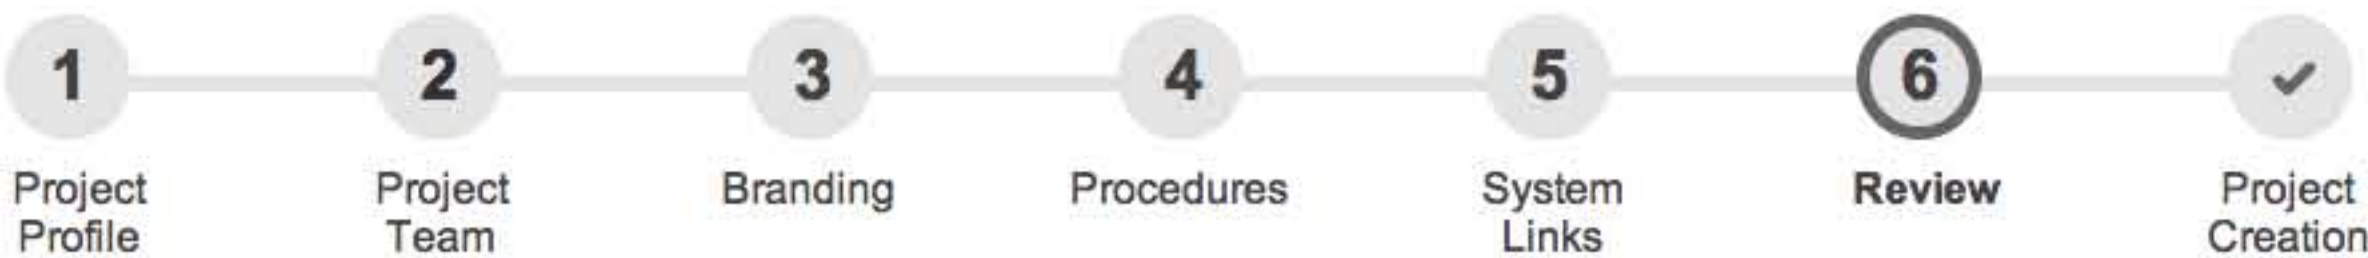 1 2 3 4 5 6
Project Project Branding Procedures System Review Project
Profile Team Links Creation